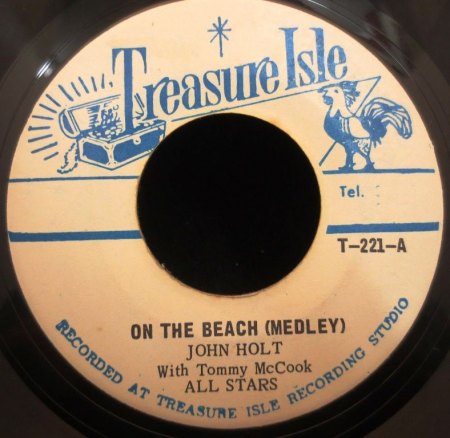 Treasure Isle
Tel.
T-221-A
ON THE BEACH (MEDLEY)
JOHN HOLT
With Tommy McCook
ALL STARS
RECORDED AT TREASURE ISLE RECORDING STUDIO